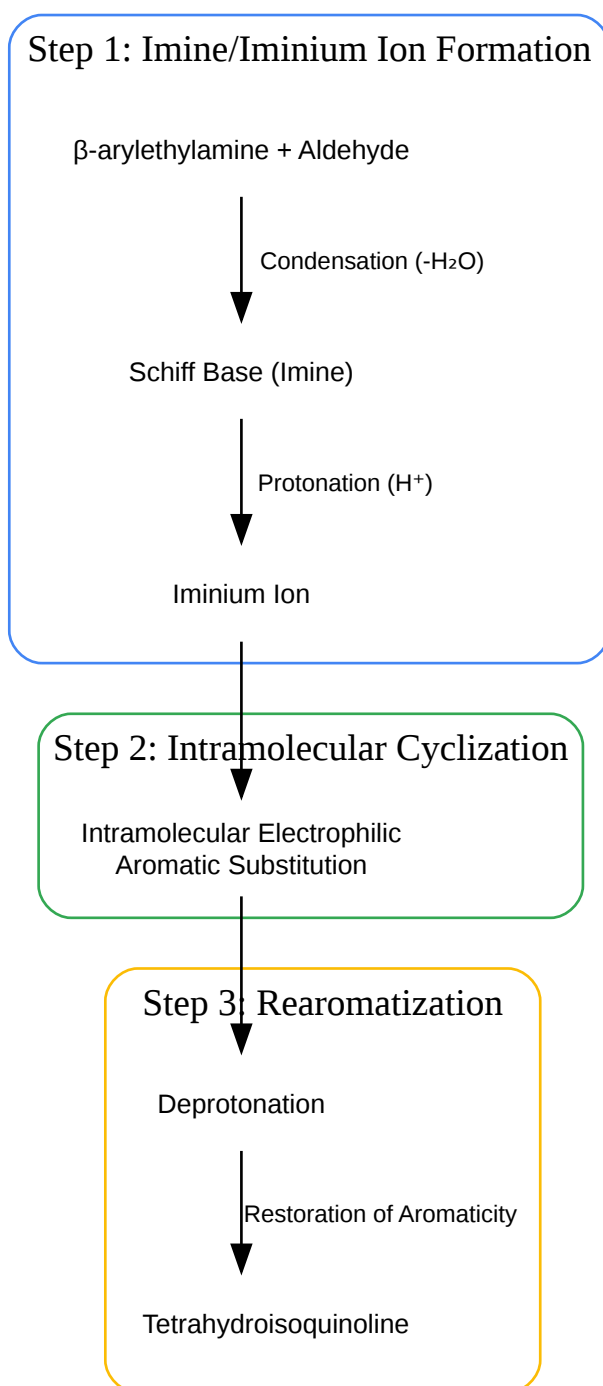 Step 1: Imine/Iminium Ion Formation
β-arylethylamine + Aldehyde
Condensation (-H₂O)
Schiff Base (Imine)
Protonation (H⁺)
Iminium Ion
Step 2: Intramolecular Cyclization
Intramolecular Electrophilic
Aromatic Substitution
Step 3: Rearomatization
Deprotonation
Restoration of Aromaticity
Tetrahydroisoquinoline